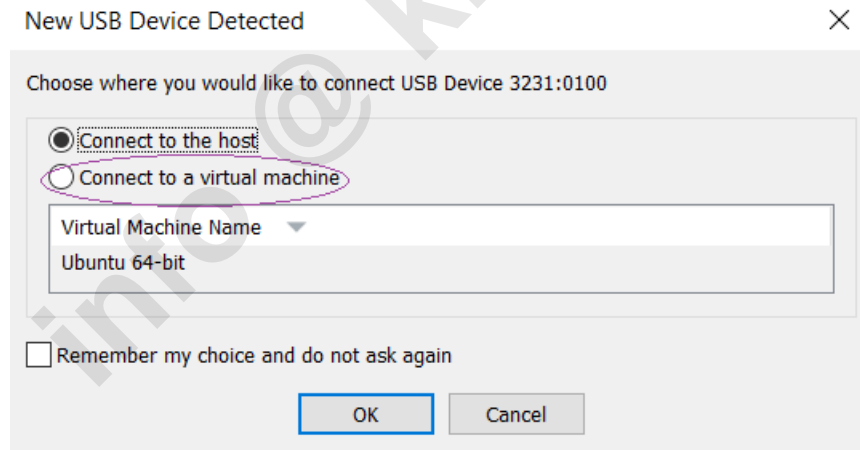 New USB Device Detected
Choose where you would like to connect USB Device 3231:0100
Connect to the host
Connect to a virtual machine
Virtual Machine Name
Ubuntu 64-bit
Remember my choice and do not ask again
OK Cancel
info @ k